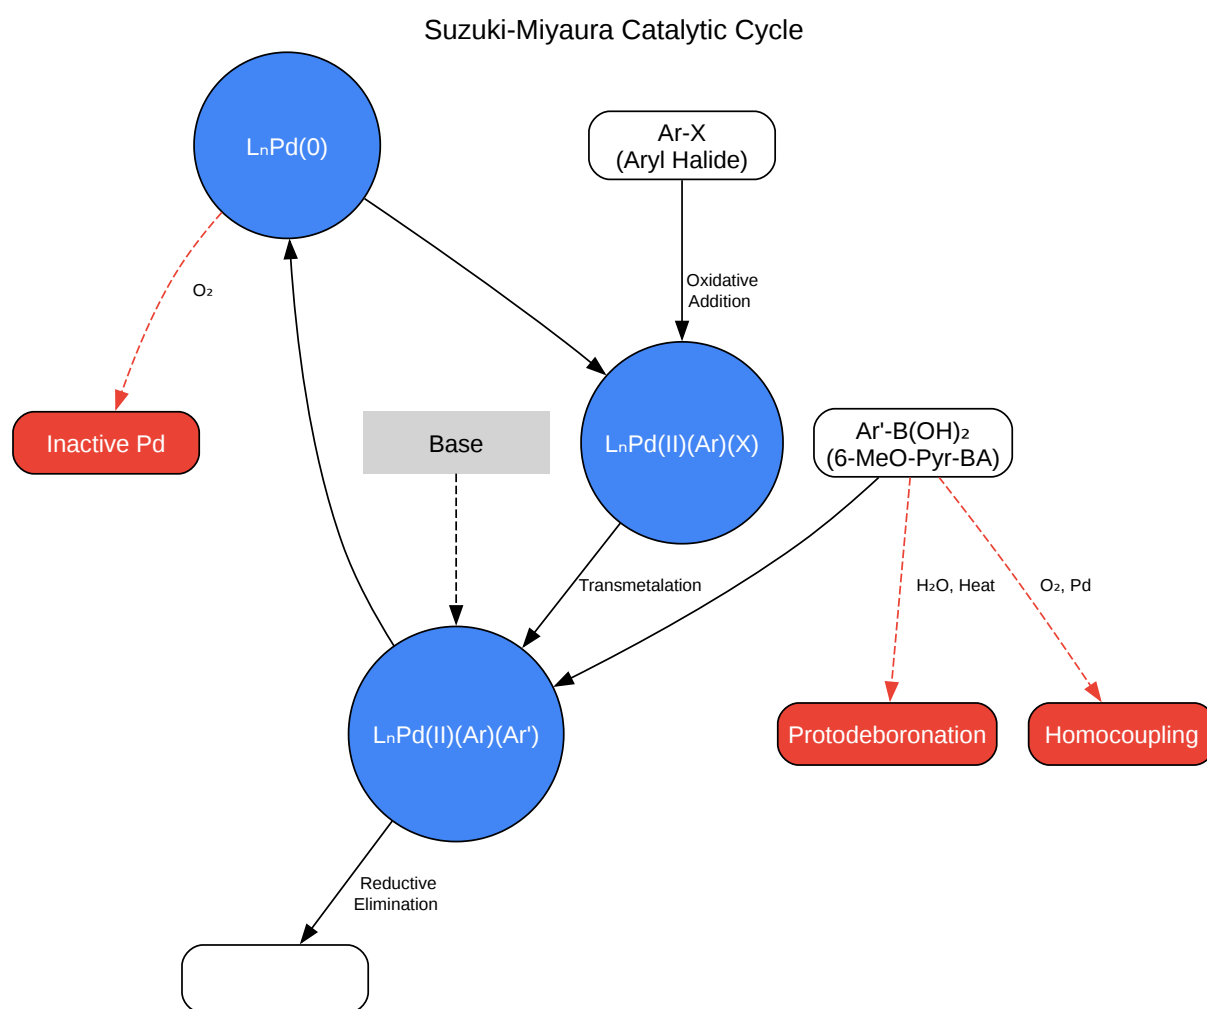 Suzuki-Miyaura Catalytic Cycle
LₙPd(0)
Ar-X
(Aryl Halide)
O₂
Oxidative
Addition
Inactive Pd
Base
LₙPd(II)(Ar)(X)
Ar'-B(OH)₂
(6-MeO-Pyr-BA)
Transmetalation
H₂O, Heat
O₂, Pd
LₙPd(II)(Ar)(Ar')
Protodeboronation
Homocoupling
Reductive
Elimination